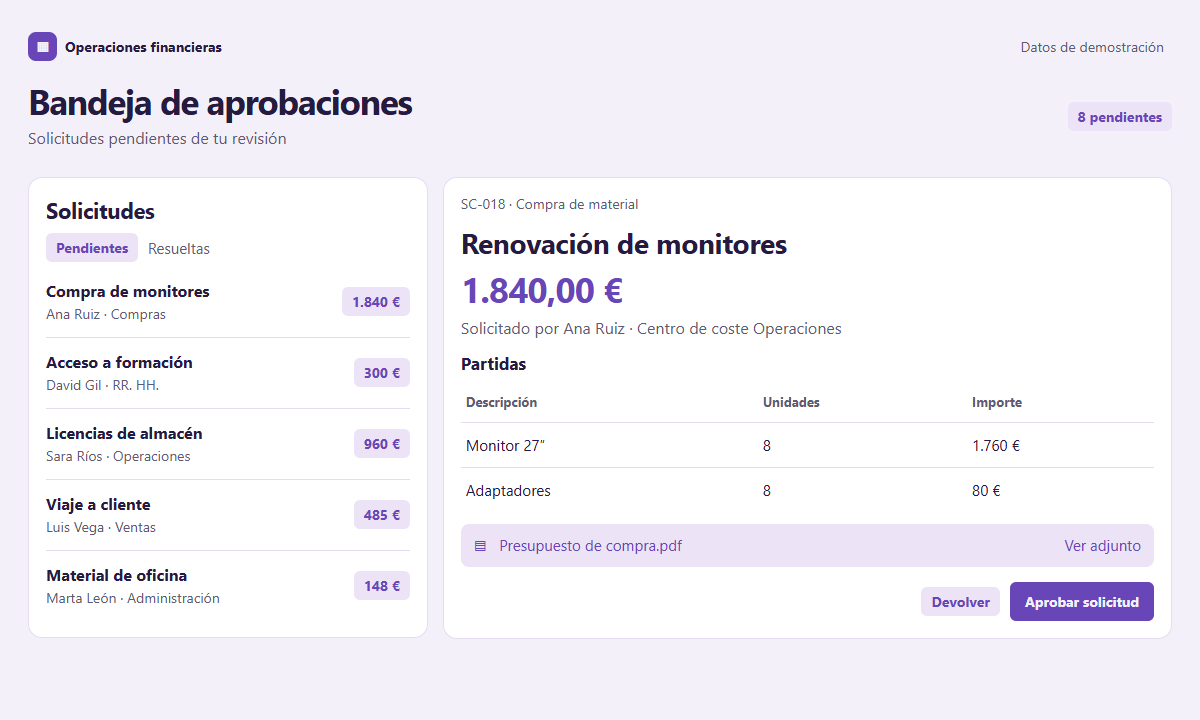 Operaciones financieras
Datos de demostración
Bandeja de aprobaciones
Solicitudes pendientes de tu revisión
8 pendientes
Solicitudes
Pendientes Resueltas
Compra de monitores
Ana Ruiz · Compras
1.840 €
Acceso a formación
David Gil · RR. HH.
300 €
Licencias de almacén
Sara Ríos · Operaciones
960 €
Viaje a cliente
Luis Vega · Ventas
485 €
Material de oficina
Marta León · Administración
148 €
SC-018 · Compra de material
Renovación de monitores
1.840,00 €
Solicitado por Ana Ruiz · Centro de coste Operaciones
Partidas
Descripción Unidades Importe
Monitor 27″ 8 1.760 €
Adaptadores 8 80 €
Presupuesto de compra.pdf Ver adjunto
Devolver Aprobar solicitud